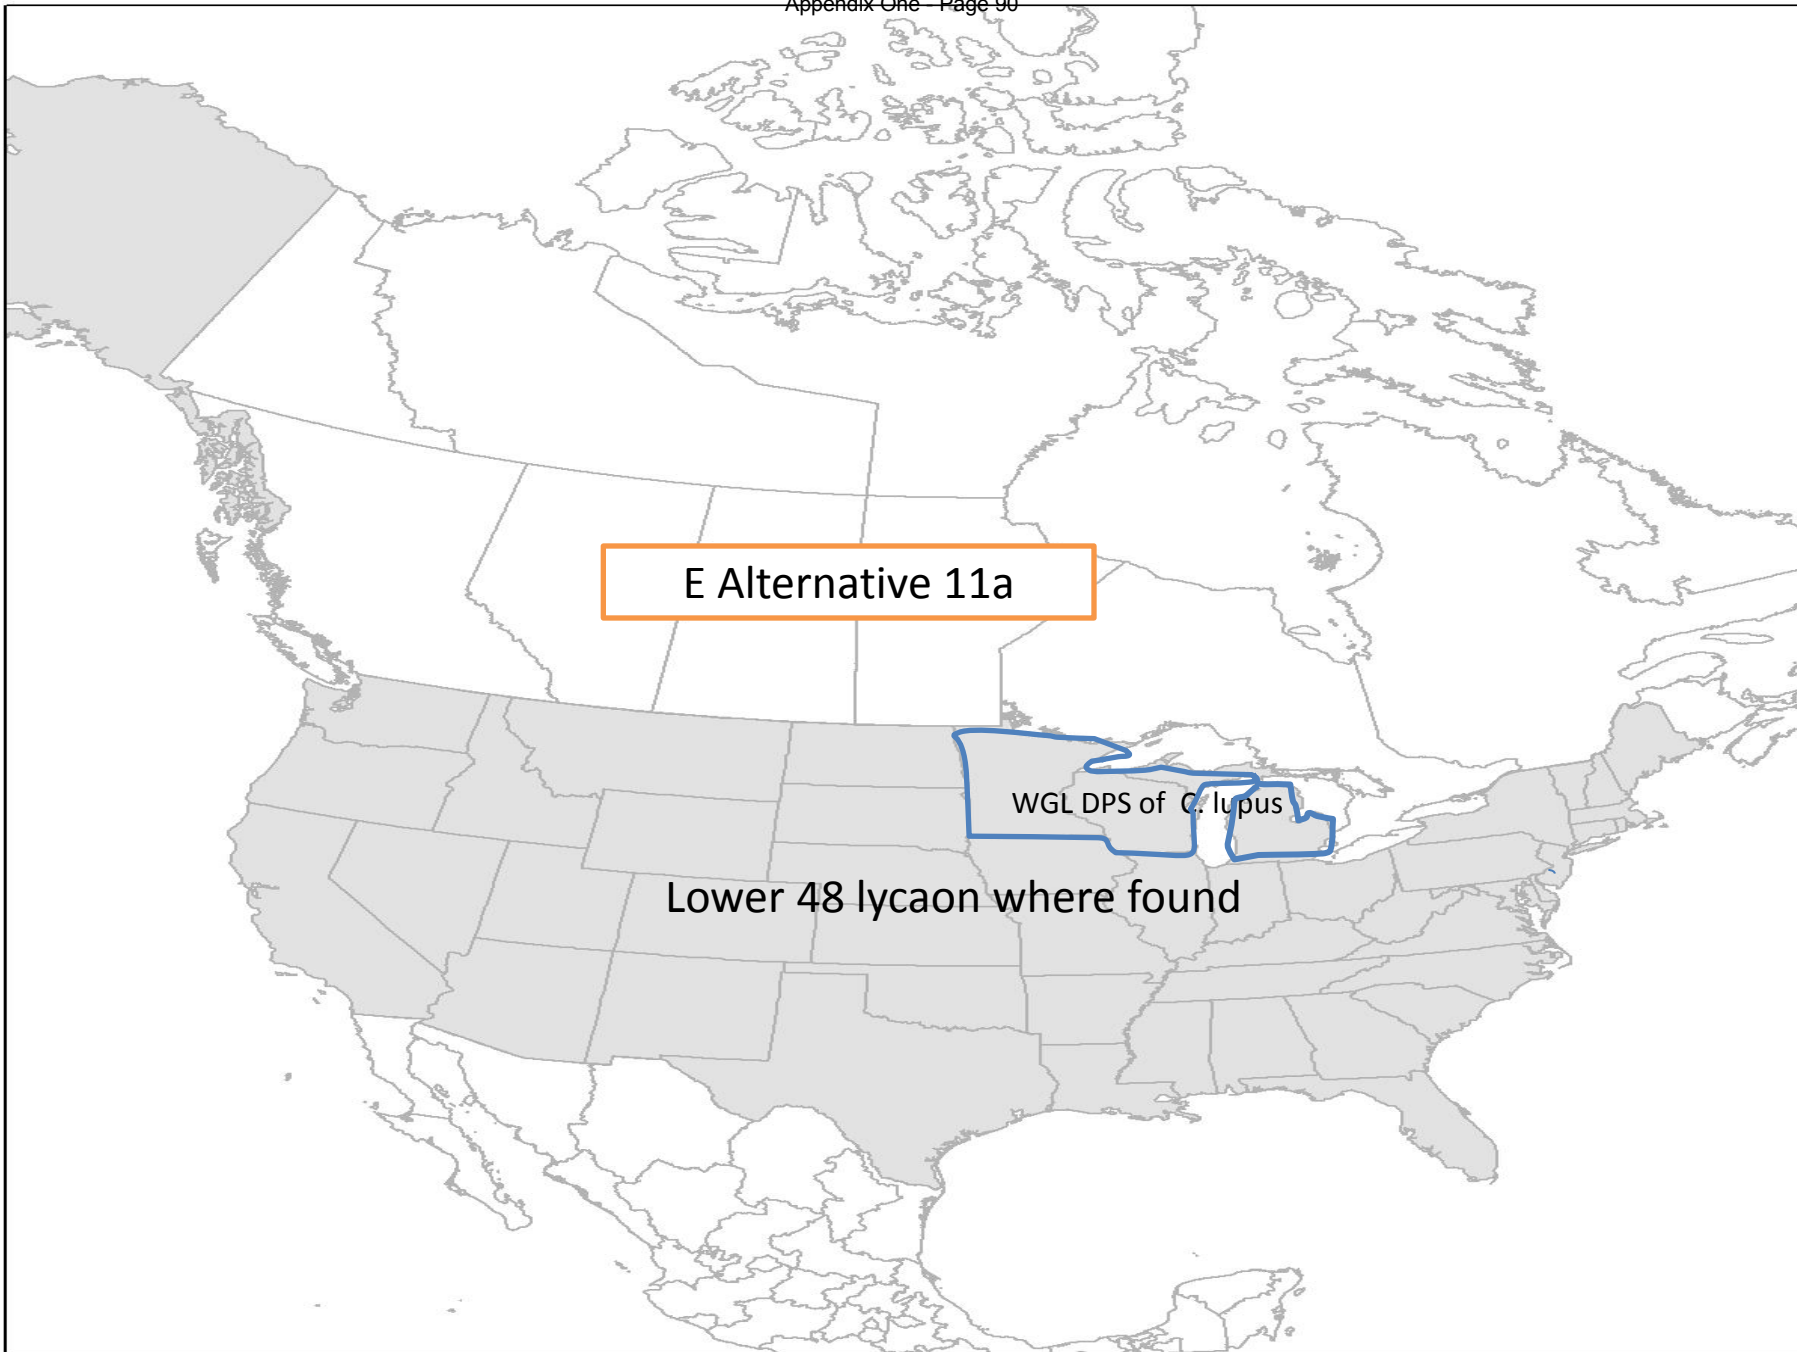 Appendix One - Page 90
E Alternative 11a
WGL DPS of C. lupus
Lower 48 lycaon where found